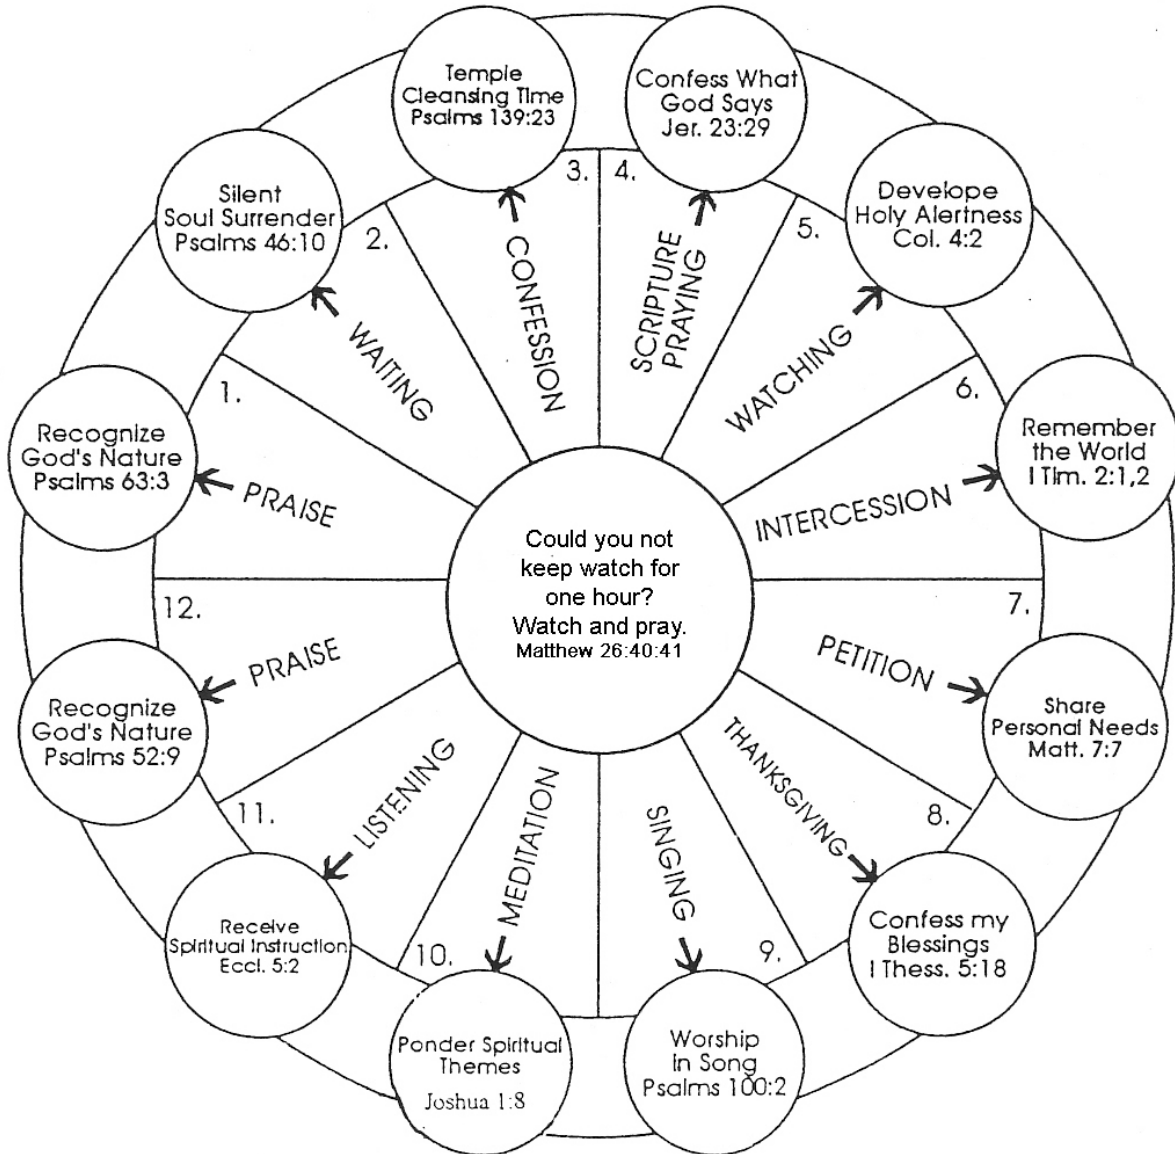 Could you not
keep watch for
one hour?
Watch and pray.
Matthew 26:40:41
1.
PRAISE
Recognize
God's Nature
Psalms 63:3
2.
WAITING
Silent
Soul Surrender
Psalms 46:10
3.
CONFESSION
Temple
Cleansing Time
Psalms 139:23
4.
SCRIPTURE
PRAYING
Confess What
God Says
Jer. 23:29
5.
WATCHING
Develope
Holy Alertness
Col. 4:2
6.
INTERCESSION
Remember
the World
I Tim. 2:1,2
7.
PETITION
Share
Personal Needs
Matt. 7:7
8.
THANKSGIVING
Confess my
Blessings
I Thess. 5:18
9.
SINGING
Worship
in Song
Psalms 100:2
10.
MEDITATION
Ponder Spiritual
Themes
Joshua 1:8
11.
LISTENING
Receive
Spiritual Instruction
Eccl. 5:2
12.
PRAISE
Recognize
God's Nature
Psalms 52:9